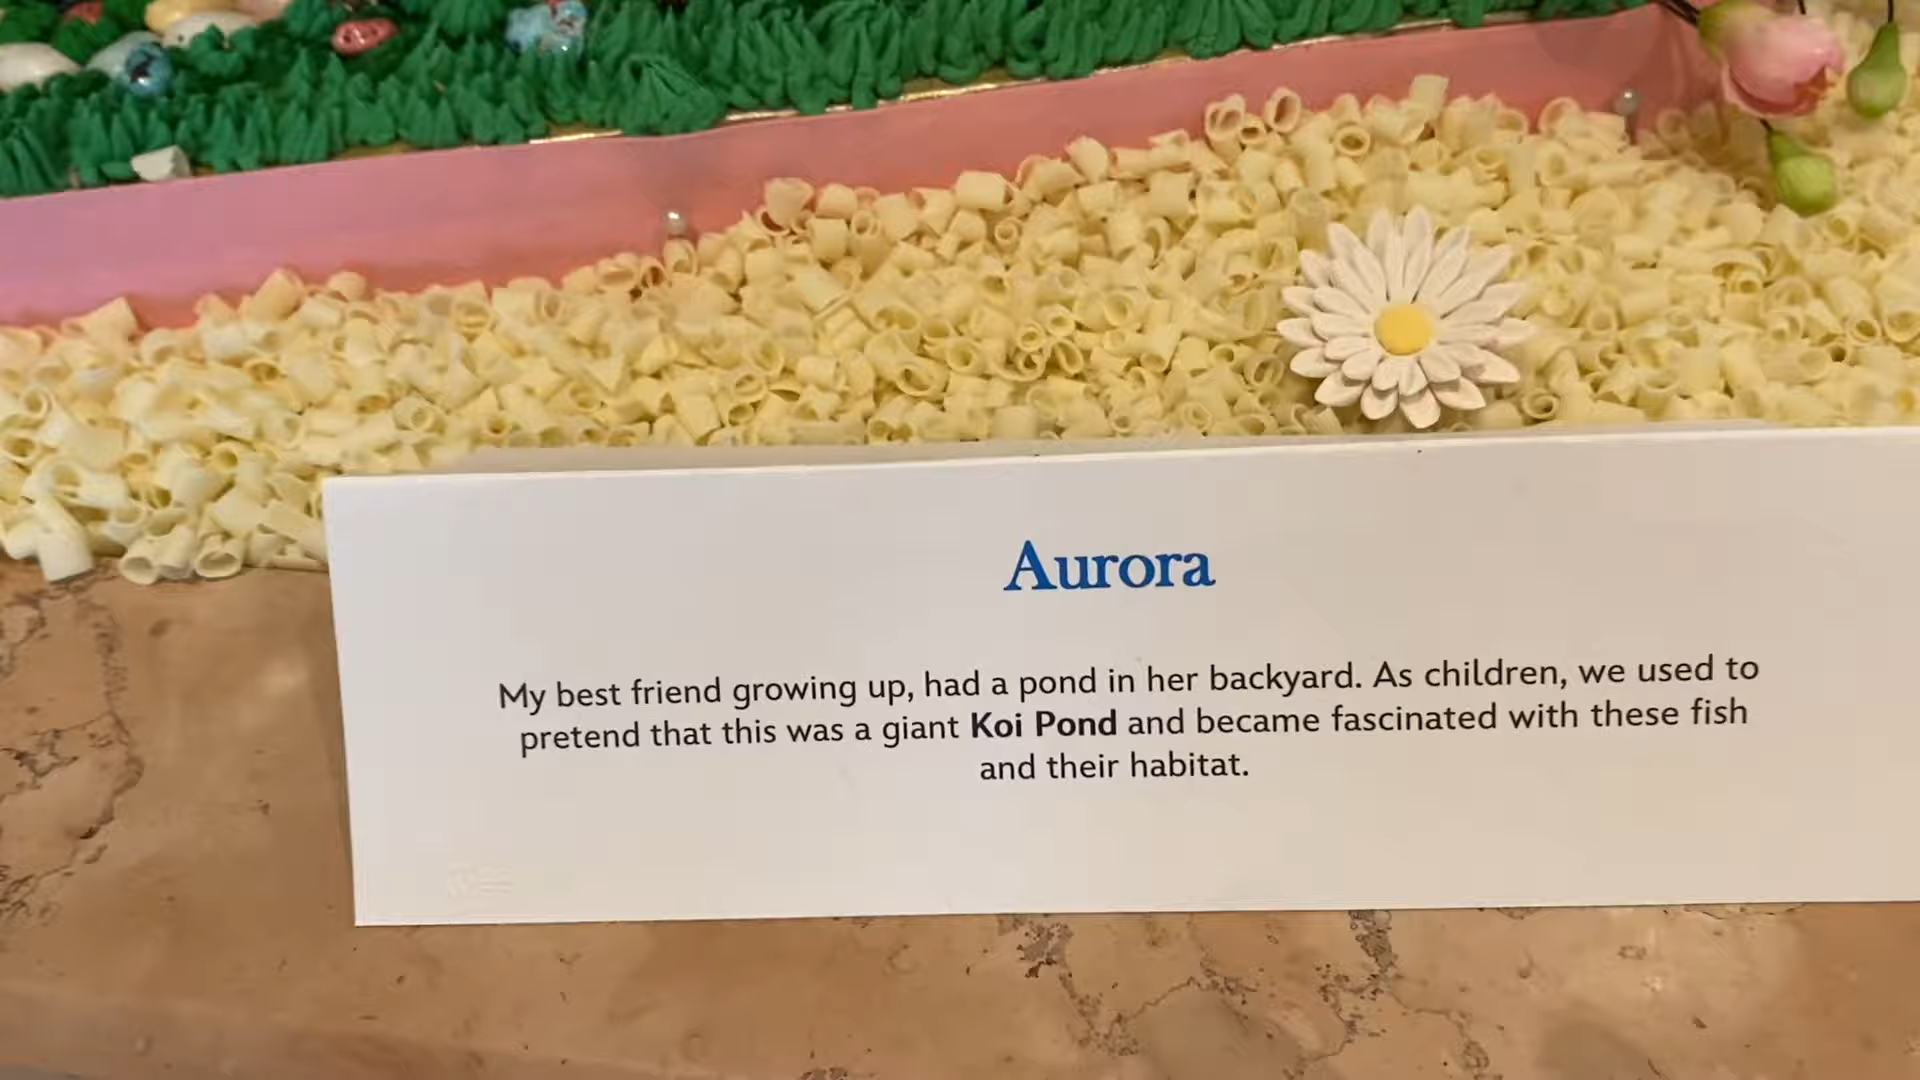 Aurora
My best friend growing up, had a pond in her backyard. As children, we used to
pretend that this was a giant Koi Pond and became fascinated with these fish
and their habitat.